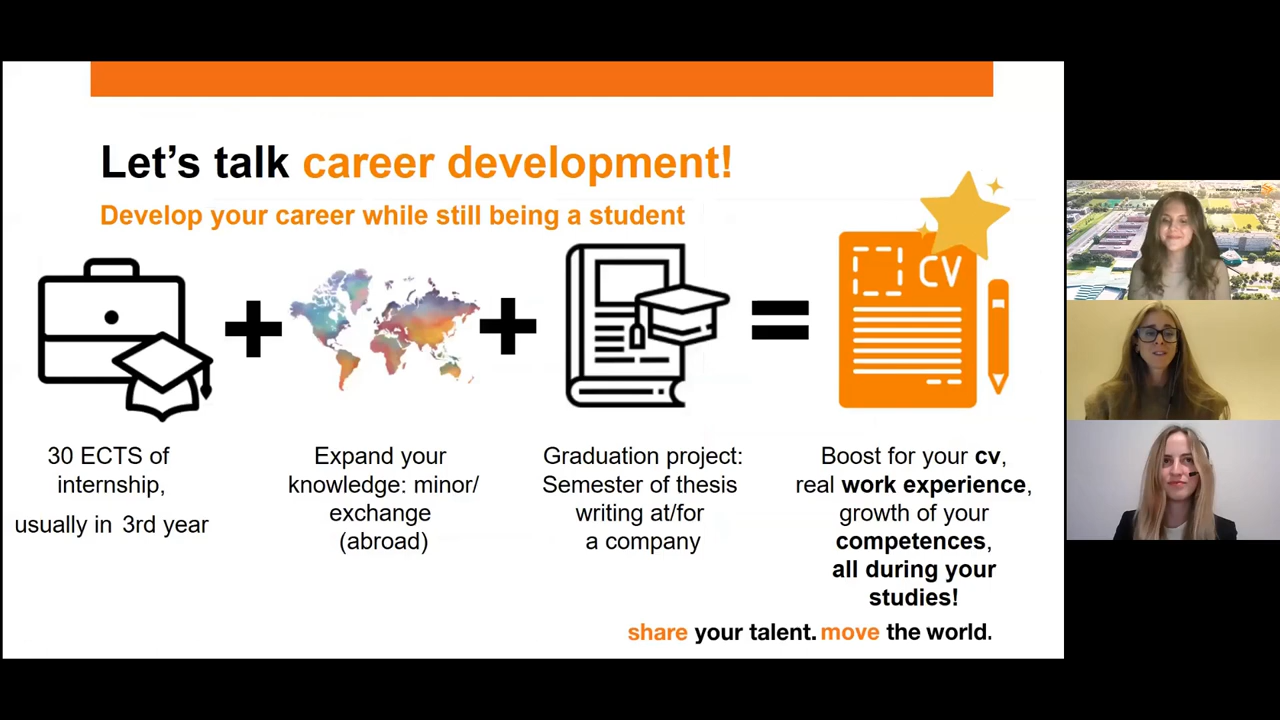 Let's talk career development!
Develop your career while still being a student
CV
30 ECTS of
internship,
usually in 3rd year
Expand your
knowledge: minor/
exchange
(abroad)
Graduation project:
Semester of thesis
writing at/for
a company
Boost for your cv,
real work experience,
growth of your
competences,
all during your
studies!
share your talent. move the world.